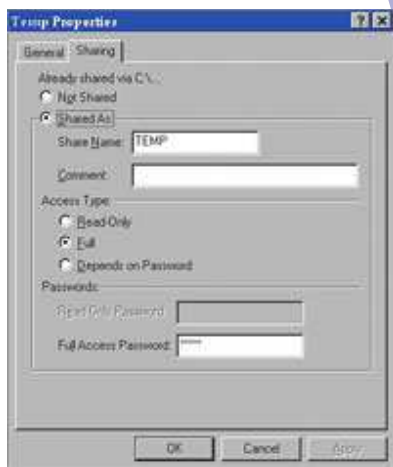 Temp Properties
General Sharing
Already shared via C:\...
Not Shared
Shared As:
Share Name: TEMP
Comment:
Access Type:
Read-Only
Full
Depends on Password
Passwords:
Read-Only Password:
Full Access Password: ****
OK Cancel Apply